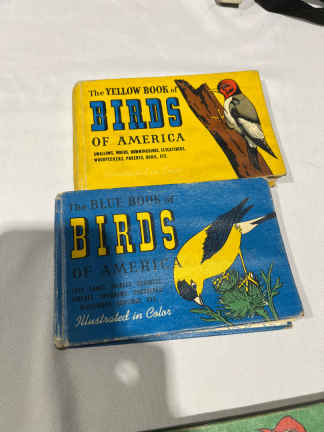 The YELLOW BOOK of
BIRDS
OF AMERICA
SWALLOWS, WRENS, HUMMINGBIRDS, FLYCATCHERS,
WOODPECKERS, PARROTS, DOVES, ETC.
The BLUE BOOK of
BIRDS
OF AMERICA
Illustrated in Color